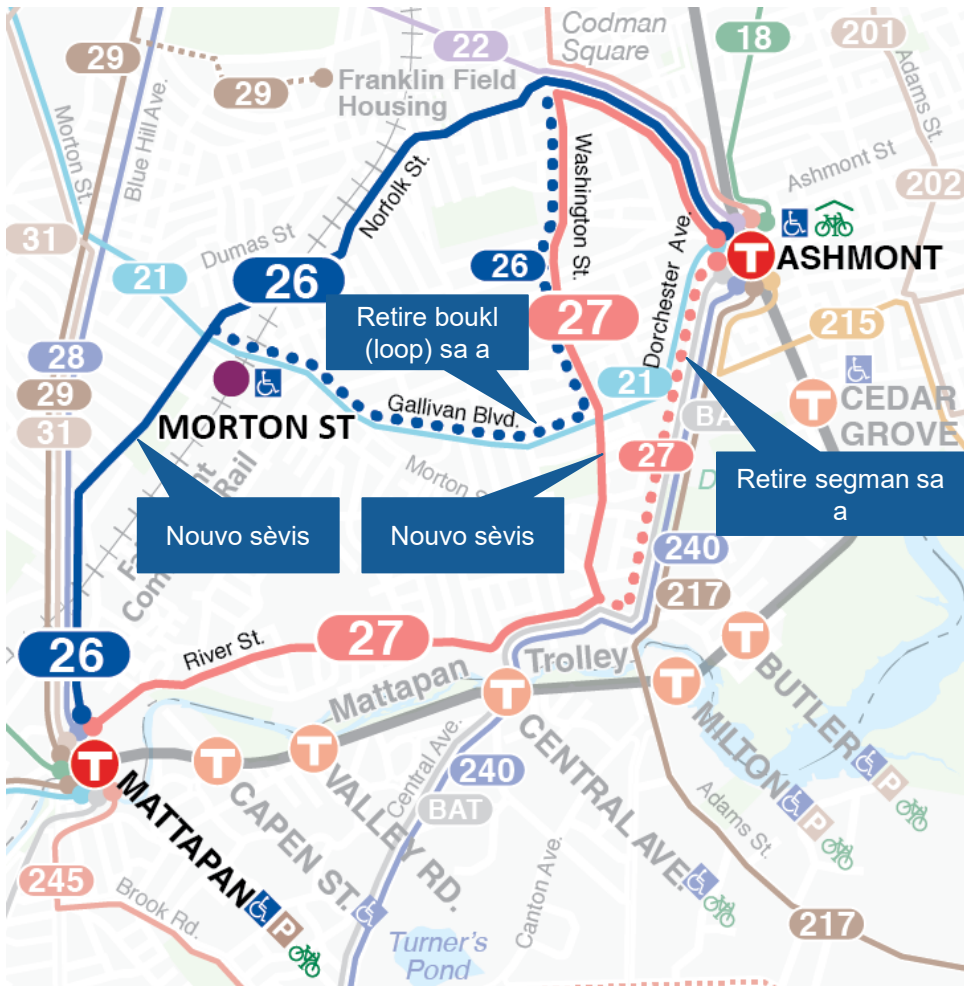 Codman
Square
22
18
201
29
29
Franklin Field
Housing
Adams St.
Morton St.
Blue Hill Ave.
Ashmont St
Norfolk St.
Washington St.
202
31
Dumas St
T ASHMONT
21
26
26
Dorchester Ave.
Retire boukl
(loop) sa a
27
215
28
21
29
Gallivan Blvd.
CEDAR
GROVE
T
31
MORTON ST
27
Retire segman sa
a
Nouvo sèvis
Nouvo sèvis
240
217
26
River St.
27
Mattapan
Trolley
T
T
T
T
T
T
T
BUTLER
P
MILTON
P
CENTRAL AVE.
VALLEY RD.
CAPEN ST.
MATTAPAN
P
Central Ave.
240
BAT
Adams St.
Canton Ave.
245
Brook Rd.
217
Turner's
Pond